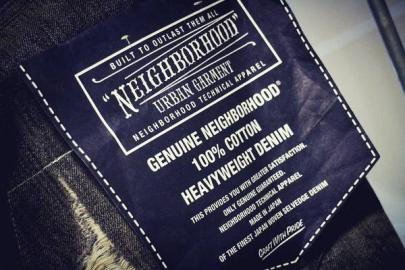 BUILT TO OUTLAST THEM ALL
"NEIGHBORHOOD"
URBAN GARMENT
NEIGHBORHOOD TECHNICAL APPAREL
GENUINE NEIGHBORHOOD®
100% COTTON
HEAVYWEIGHT DENIM
THIS PROVIDES YOU WITH GREATER SATISFACTION.
ONLY GENUINE GUARANTEED.
NEIGHBORHOOD TECHNICAL APPAREL
MADE IN JAPAN
OF THE FINEST JAPAN WOVEN SELVEDGE DENIM
CRAFT WITH PRIDE